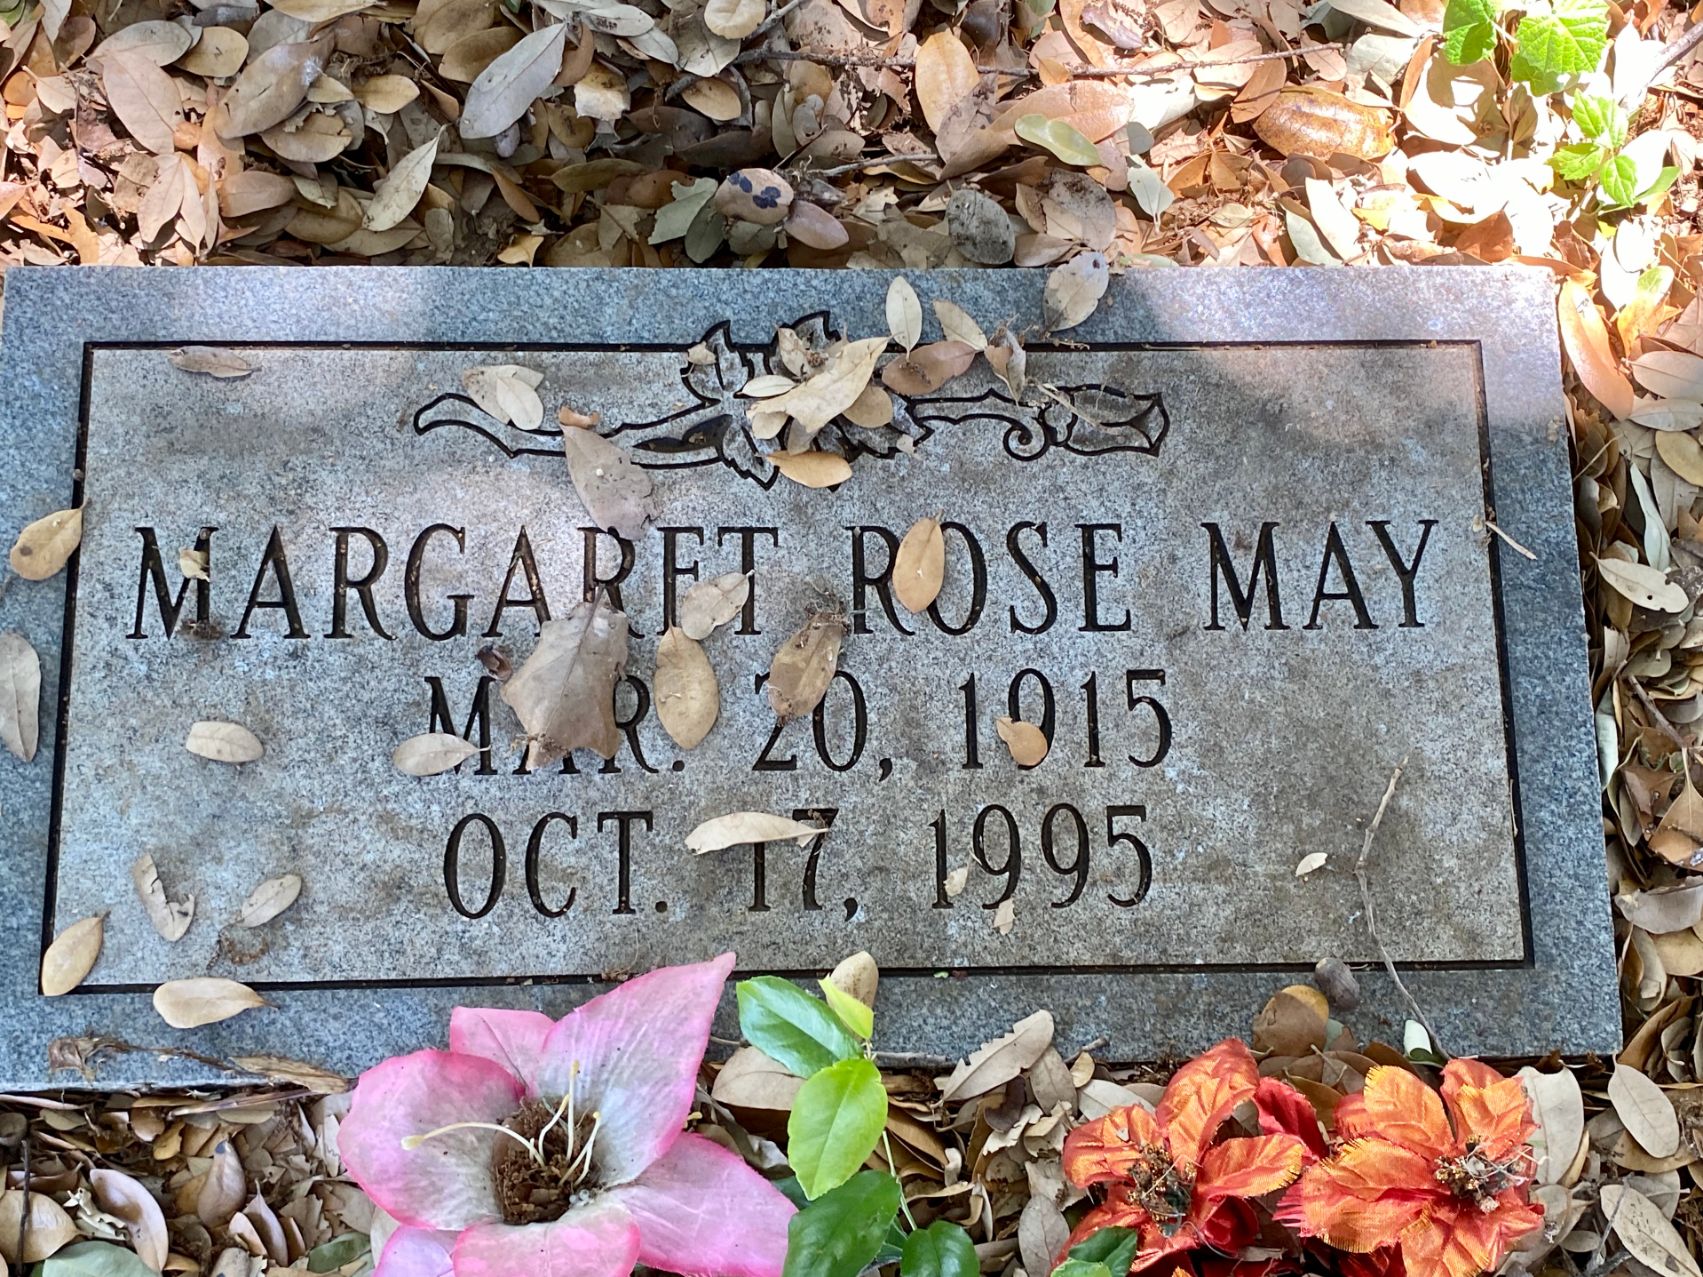 MARGARET ROSE MAY
MAR. 20, 1915
OCT. 17, 1995